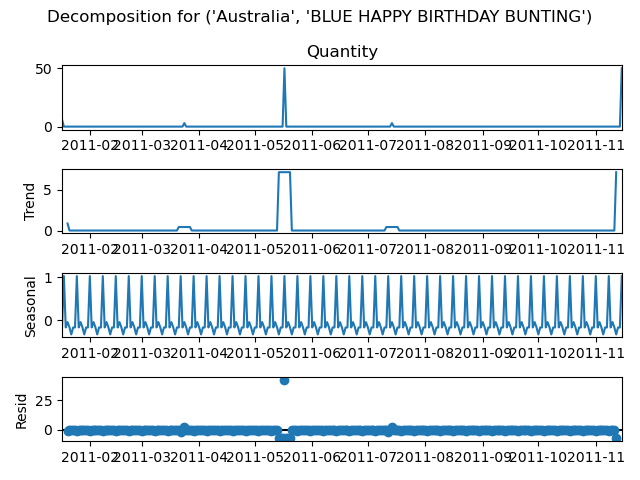 Decomposition for ('Australia', 'BLUE HAPPY BIRTHDAY BUNTING')
Quantity
50
0
2011-02 2011-03 2011-04 2011-05 2011-06 2011-07 2011-08 2011-09 2011-10 2011-11
Trend
5
0
2011-02 2011-03 2011-04 2011-05 2011-06 2011-07 2011-08 2011-09 2011-10 2011-11
Seasonal
1
0
2011-02 2011-03 2011-04 2011-05 2011-06 2011-07 2011-08 2011-09 2011-10 2011-11
Resid
25
0
2011-02 2011-03 2011-04 2011-05 2011-06 2011-07 2011-08 2011-09 2011-10 2011-11